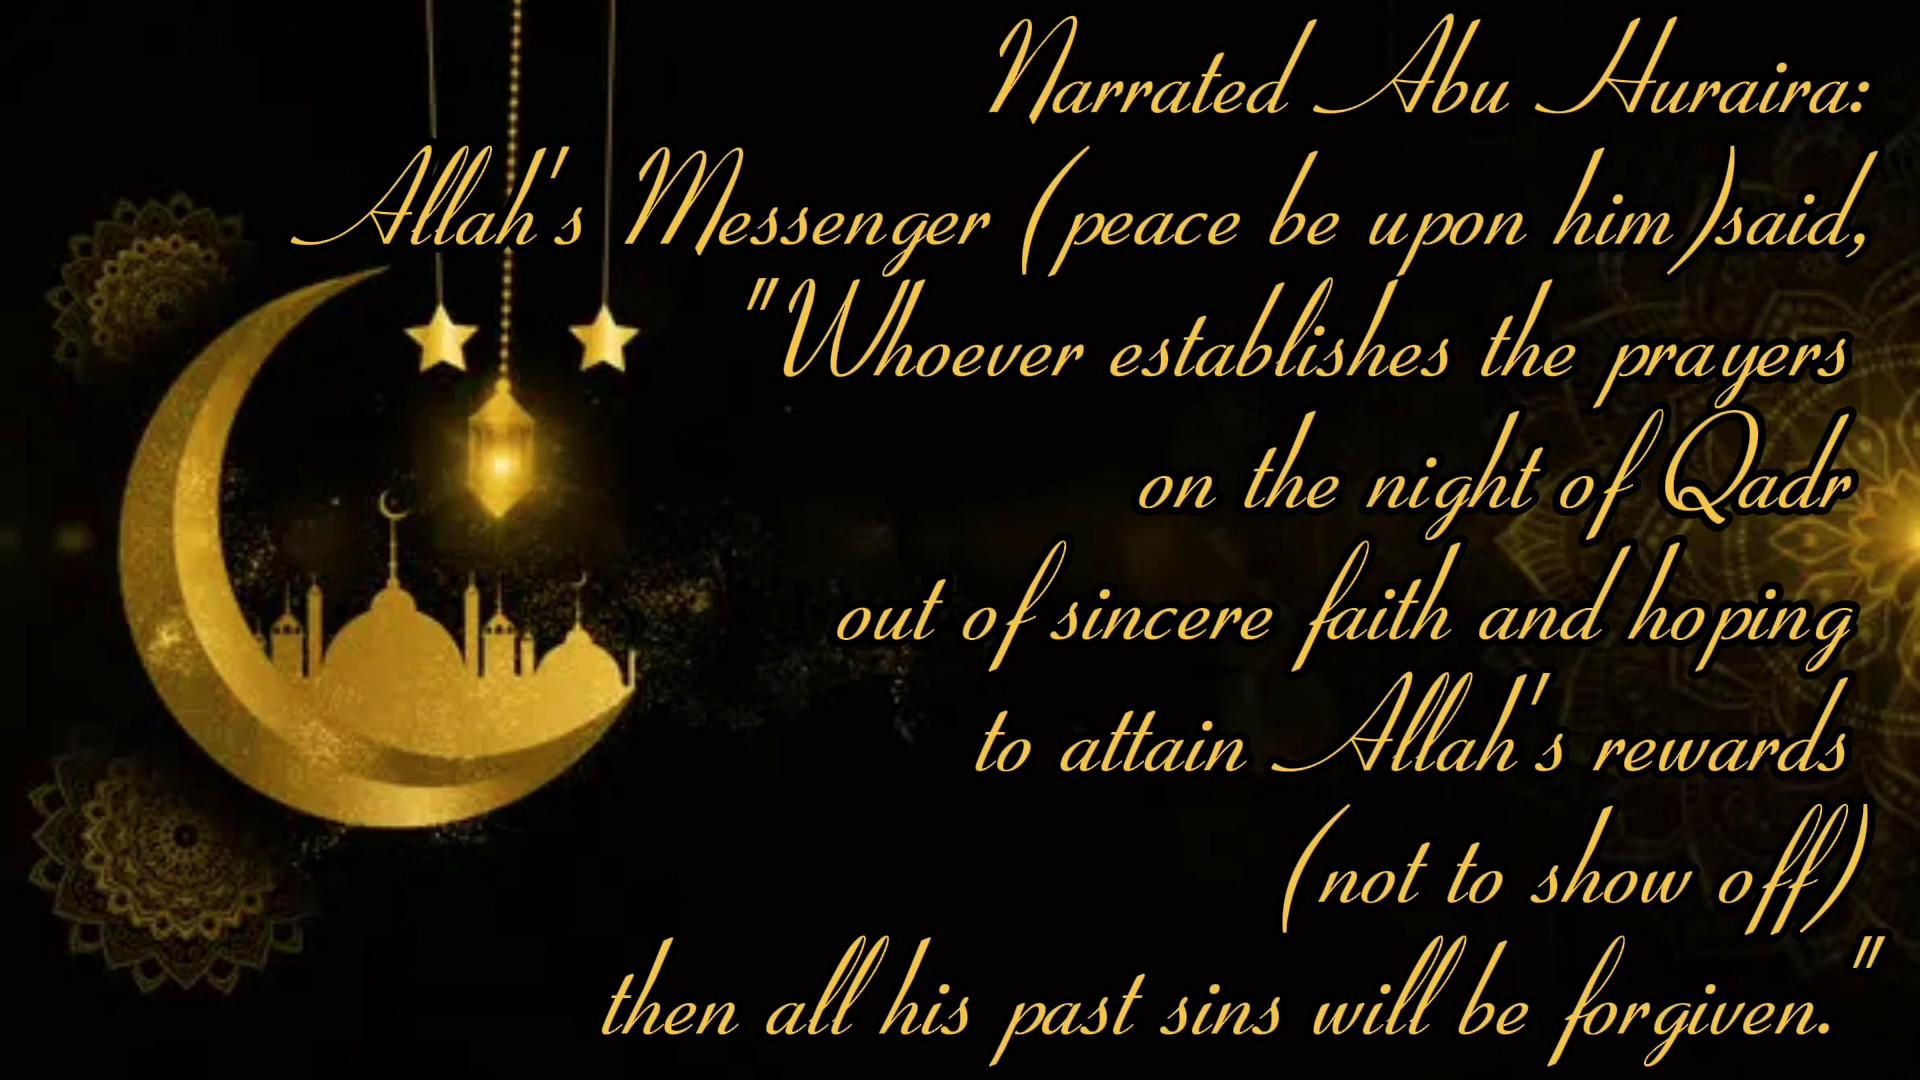 Narrated Abu Huraira:
Allah's Messenger (peace be upon him)said,
"Whoever establishes the prayers
on the night of Qadr
out of sincere faith and hoping
to attain Allah's rewards
(not to show off)
then all his past sins will be forgiven."